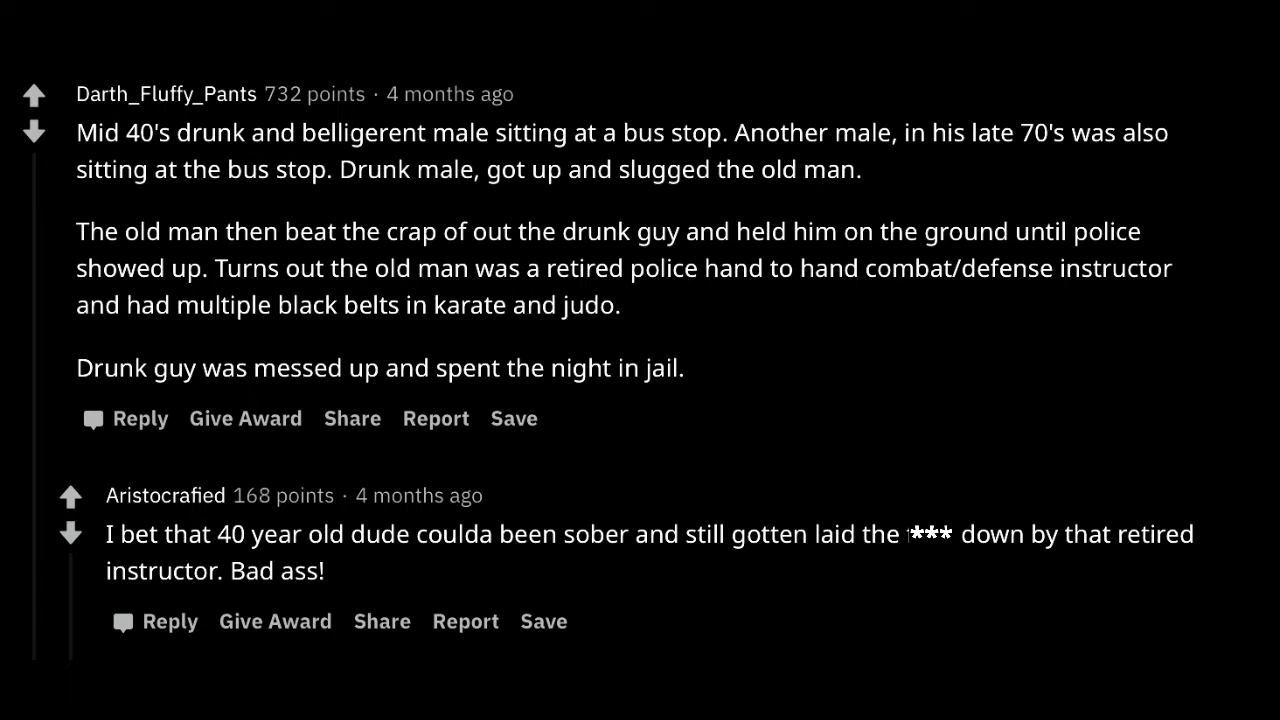 Darth_Fluffy_Pants 732 points · 4 months ago
Mid 40's drunk and belligerent male sitting at a bus stop. Another male, in his late 70's was also
sitting at the bus stop. Drunk male, got up and slugged the old man.
The old man then beat the crap of out the drunk guy and held him on the ground until police
showed up. Turns out the old man was a retired police hand to hand combat/defense instructor
and had multiple black belts in karate and judo.
Drunk guy was messed up and spent the night in jail.
Reply Give Award Share Report Save
Aristocrafied 168 points · 4 months ago
I bet that 40 year old dude coulda been sober and still gotten laid the *** down by that retired
instructor. Bad ass!
Reply Give Award Share Report Save